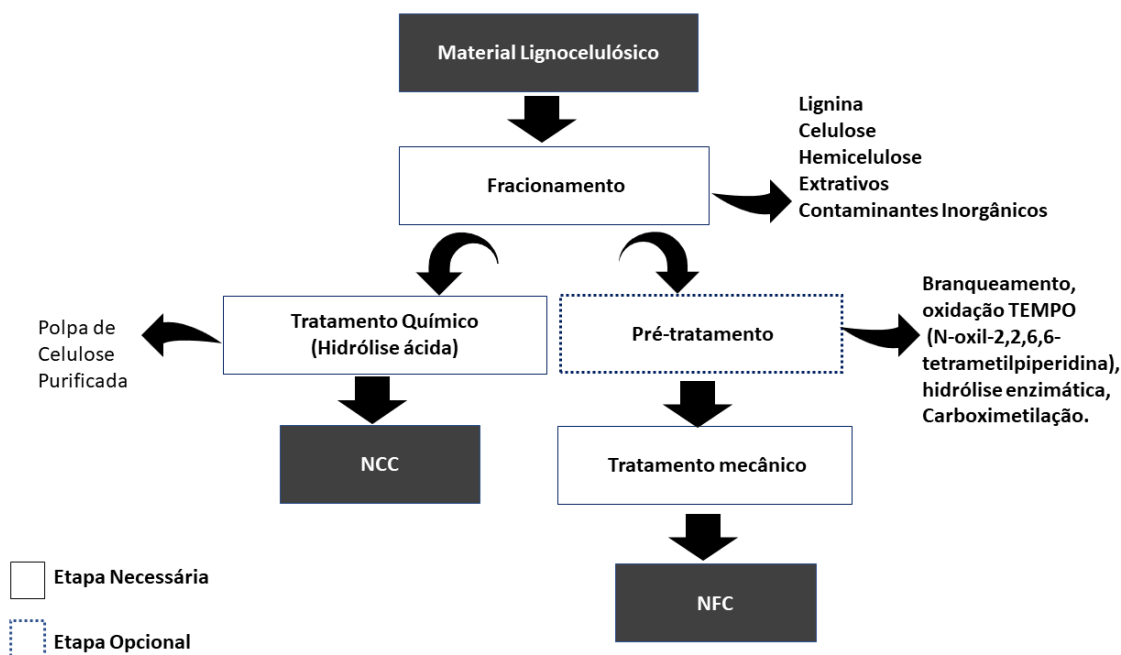 Material Lignocelulósico
Lignina
Celulose
Hemicelulose
Extrativos
Contaminantes Inorgânicos
Fracionamento
Tratamento Químico
(Hidrólise ácida)
Polpa de
Celulose
Purificada
Pré-tratamento
Branqueamento,
oxidação TEMPO
(N-oxil-2,2,6,6-
tetrametilpiperidina),
hidrólise enzimática,
Carboximetilação.
NCC
Tratamento mecânico
NFC
Etapa Necessária
Etapa Opcional